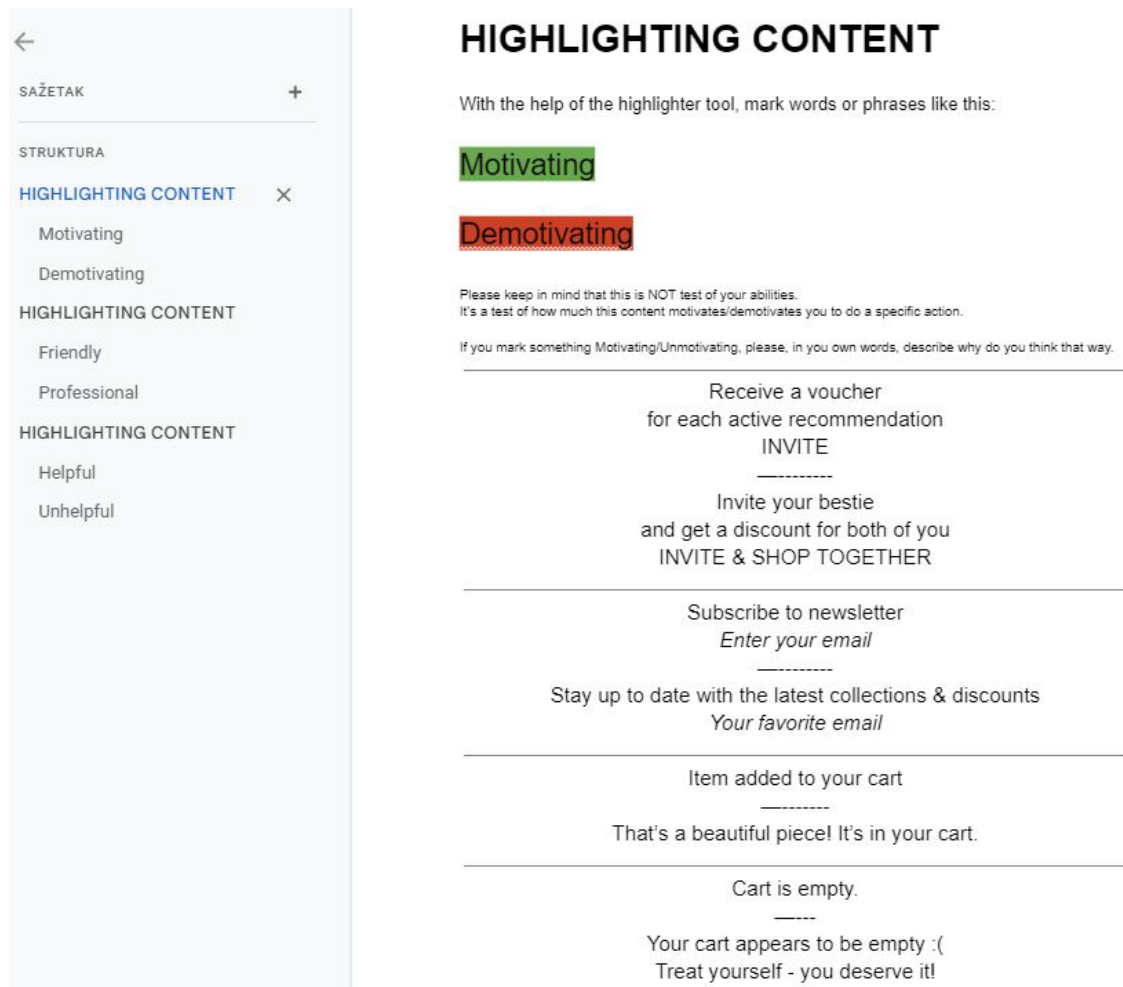 SAŽETAK
STRUKTURA
HIGHLIGHTING CONTENT
Motivating
Demotivating
HIGHLIGHTING CONTENT
Friendly
Professional
HIGHLIGHTING CONTENT
Helpful
Unhelpful
HIGHLIGHTING CONTENT
With the help of the highlighter tool, mark words or phrases like this:
Motivating
Demotivating
Please keep in mind that this is NOT test of your abilities.
It's a test of how much this content motivates/demotivates you to do a specific action.
If you mark something Motivating/Unmotivating, please, in you own words, describe why do you think that way.
Receive a voucher
for each active recommendation
INVITE
—--------
Invite your bestie
and get a discount for both of you
INVITE & SHOP TOGETHER
Subscribe to newsletter
Enter your email
—--------
Stay up to date with the latest collections & discounts
Your favorite email
Item added to your cart
—-------
That's a beautiful piece! It's in your cart.
Cart is empty.
—---
Your cart appears to be empty :(
Treat yourself - you deserve it!